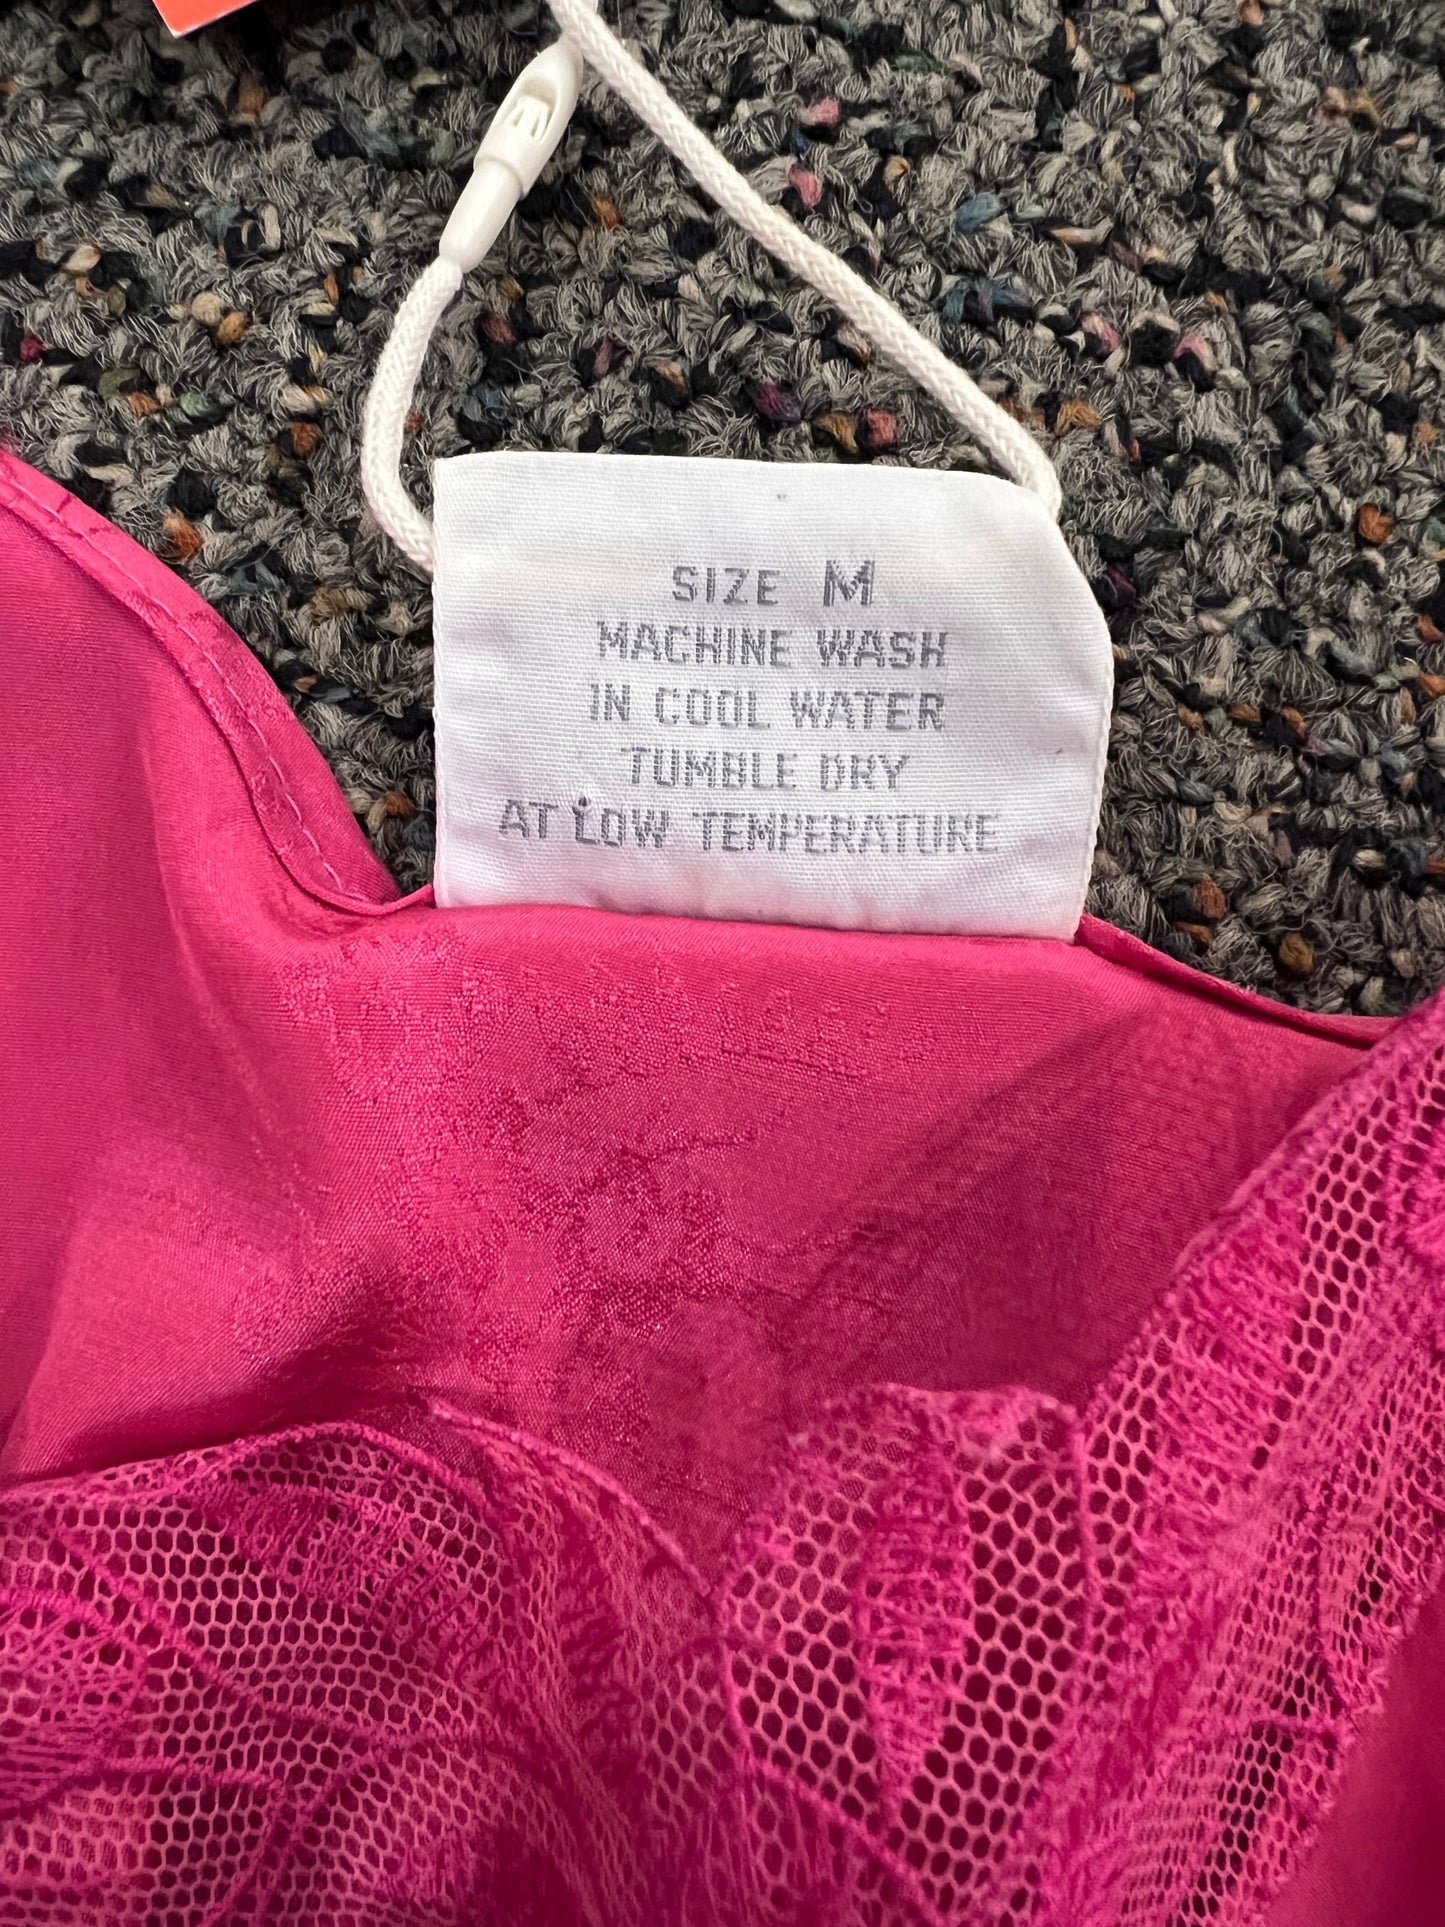 SIZE M
MACHINE WASH
IN COOL WATER
TUMBLE DRY
AT LOW TEMPERATURE